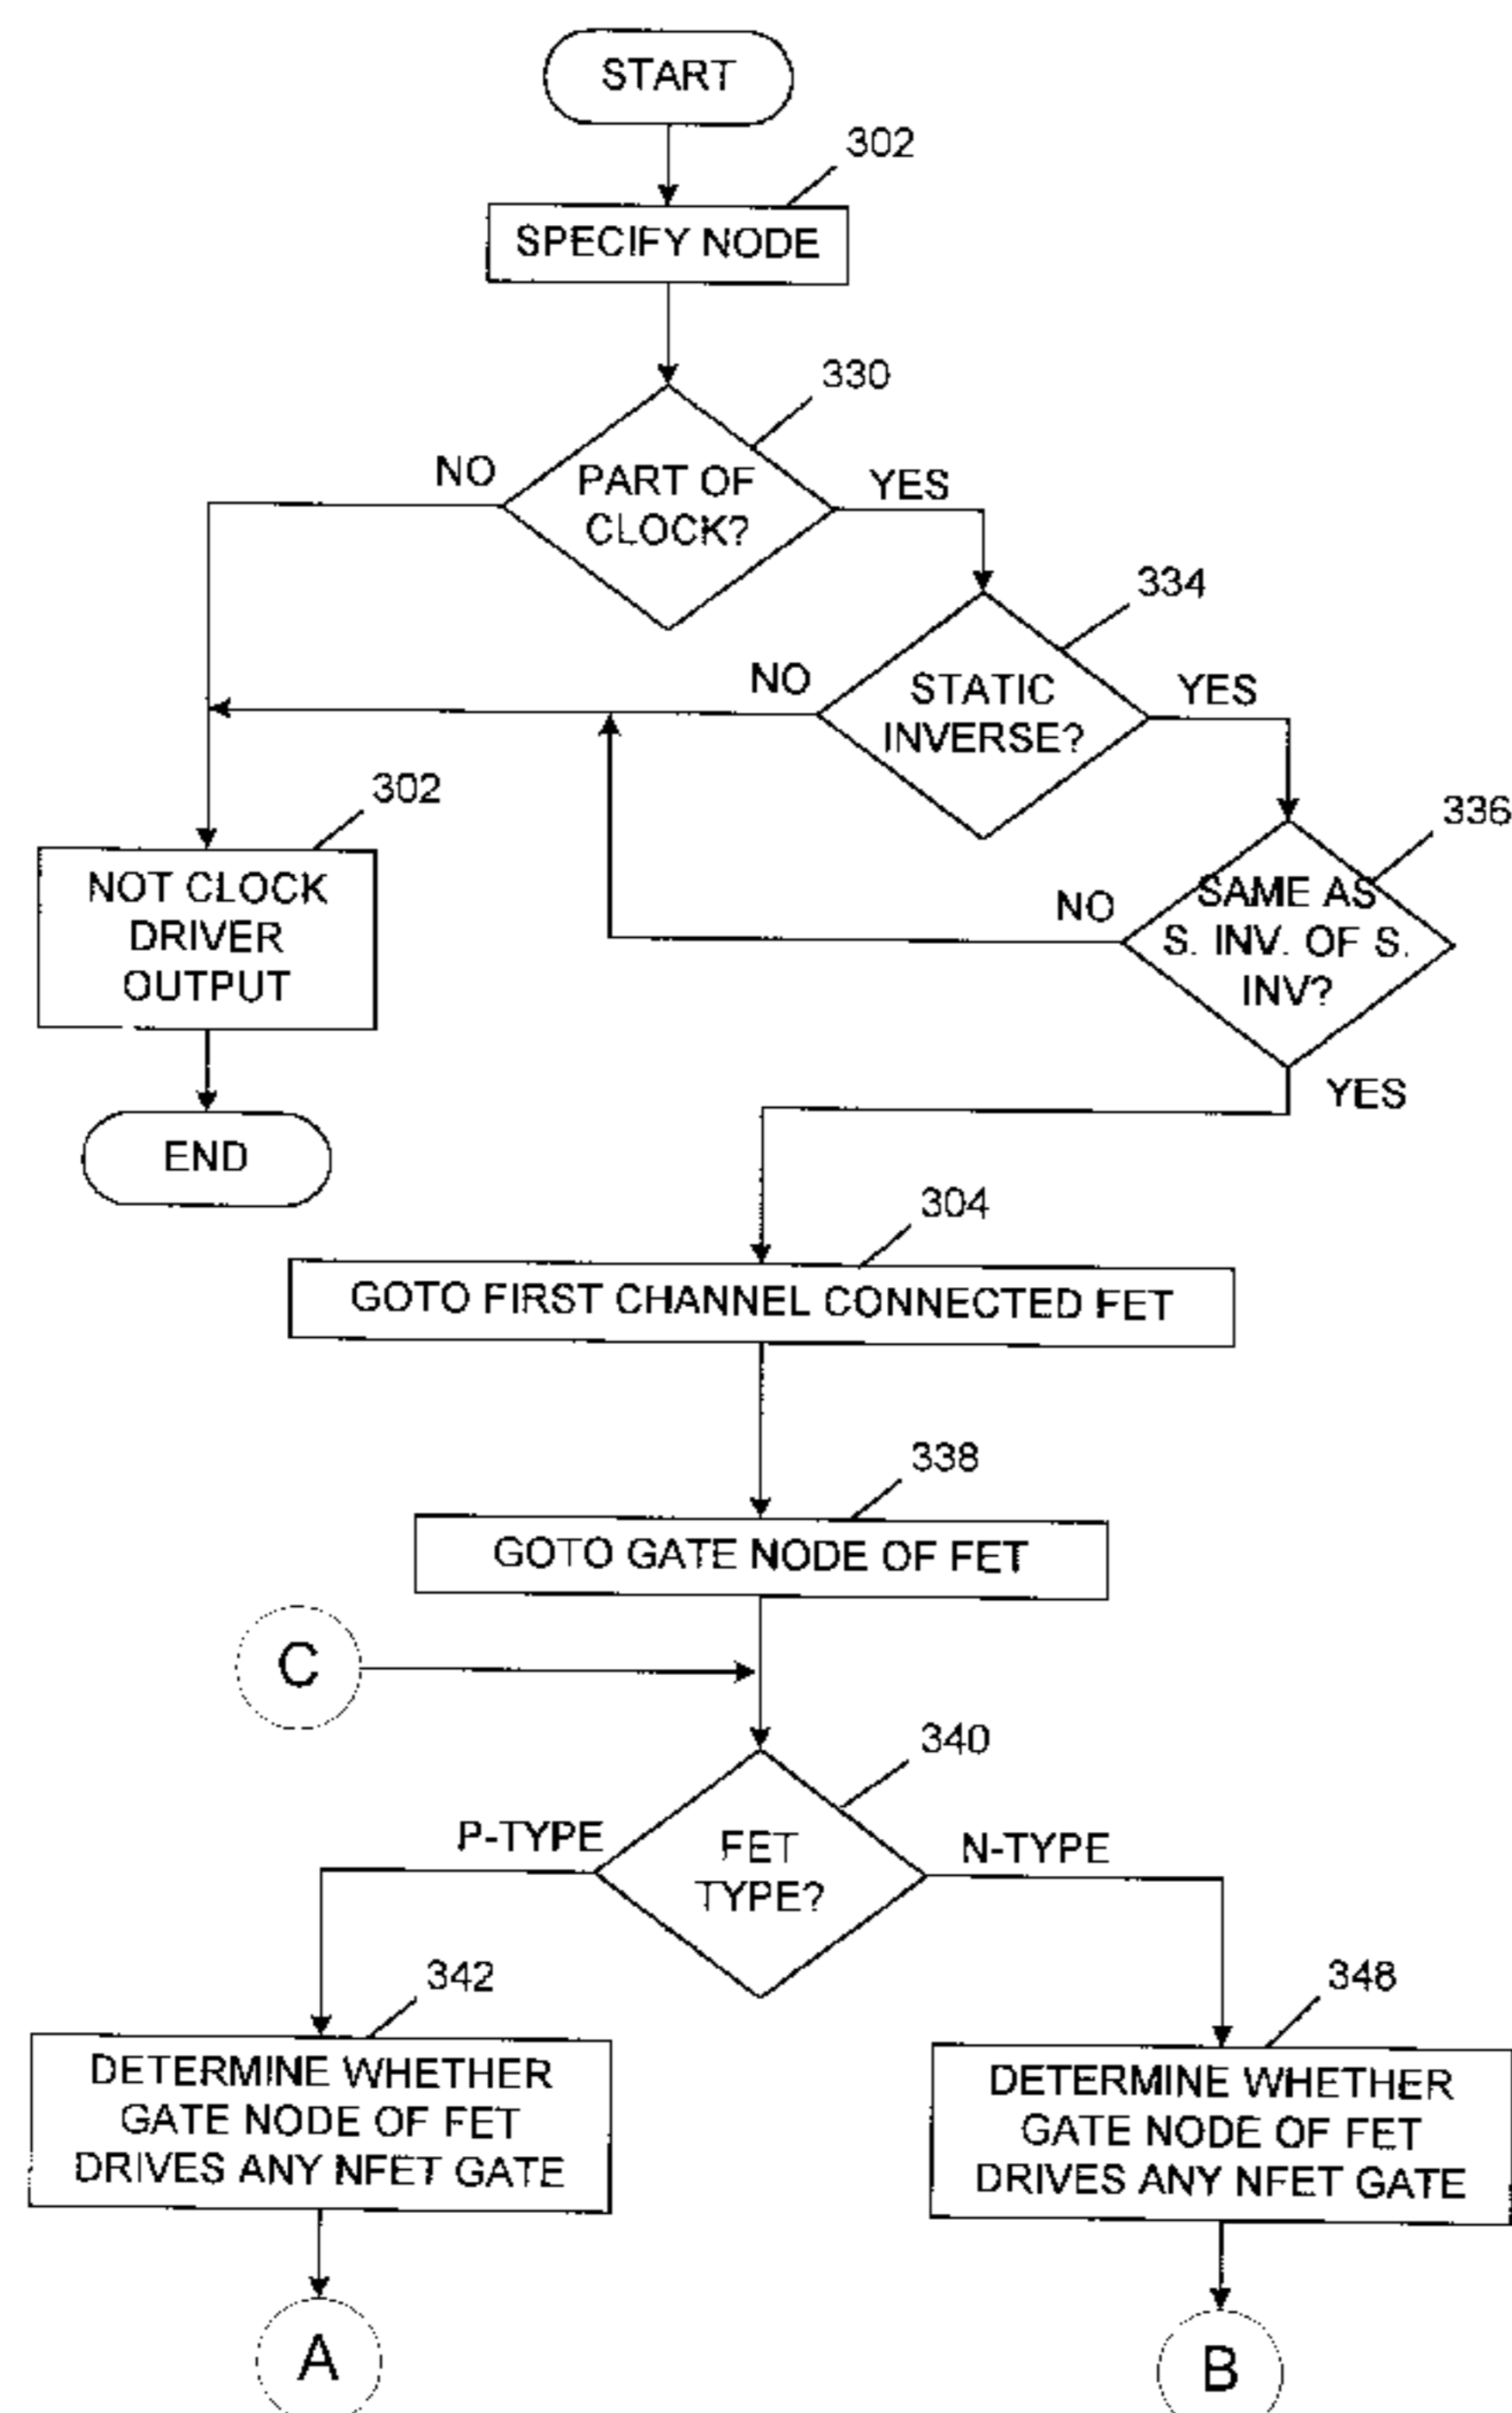 START
302
SPECIFY NODE
330
NO
PART OF
CLOCK?
YES
334
NO
STATIC
INVERSE?
YES
302
NOT CLOCK
DRIVER
OUTPUT
336
NO
SAME AS
S. INV. OF S.
INV?
YES
END
304
GOTO FIRST CHANNEL CONNECTED FET
338
GOTO GATE NODE OF FET
C
340
P-TYPE
FET
TYPE?
N-TYPE
342
DETERMINE WHETHER
GATE NODE OF FET
DRIVES ANY NFET GATE
348
DETERMINE WHETHER
GATE NODE OF FET
DRIVES ANY NFET GATE
A
B